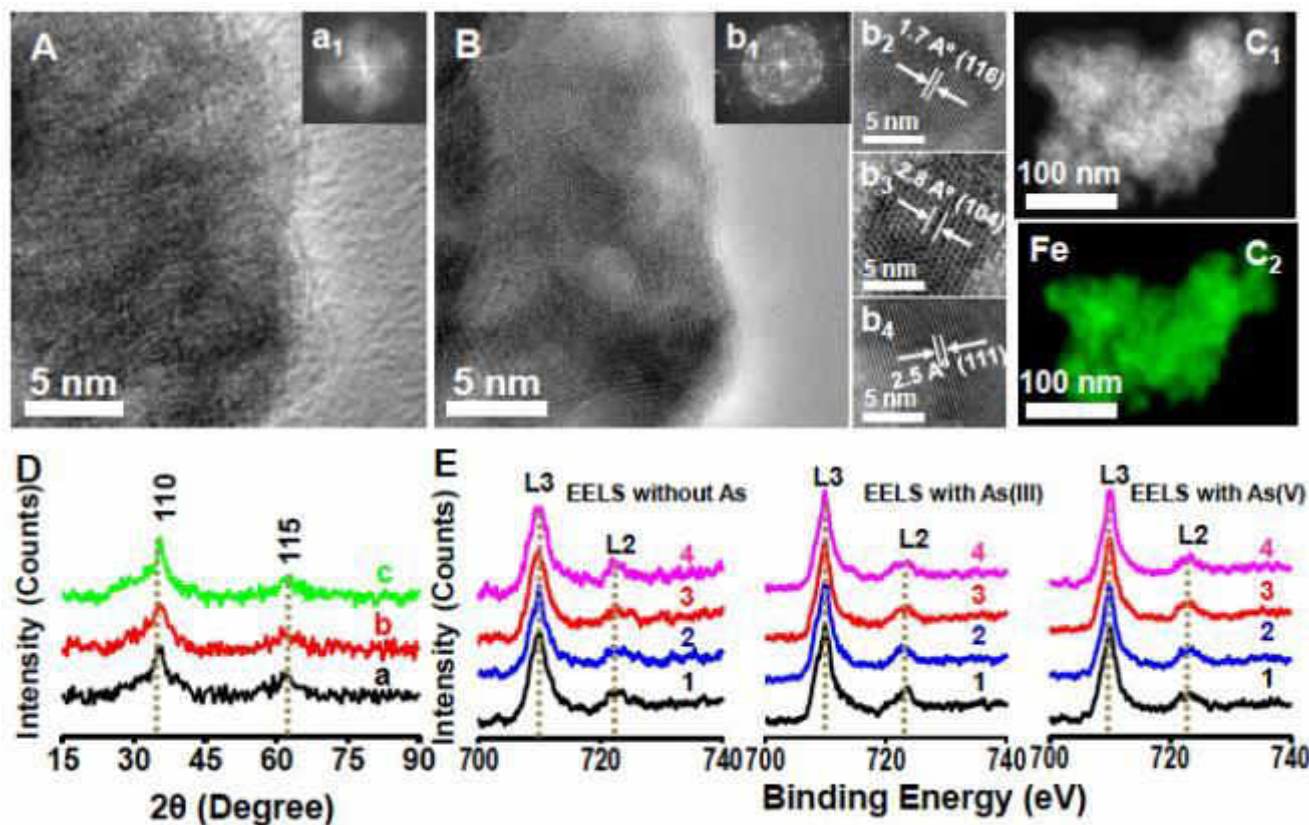 A
a1
5 nm
B
b1
5 nm
b2
1.7 A° (116)
5 nm
b3
2.8 A° (104)
5 nm
b4
2.5 A° (111)
5 nm
C1
100 nm
Fe
C2
100 nm
D
Intensity (Counts)
110
115
c
b
a
15 30 45 60 75 90
2θ (Degree)
E
Intensity (Counts)
L3
EELS without As
L2
4
3
2
1
700 720 740
L3
EELS with As(III)
L2
4
3
2
1
700 720 740
L3
EELS with As(V)
L2
4
3
2
1
700 720 740
Binding Energy (eV)